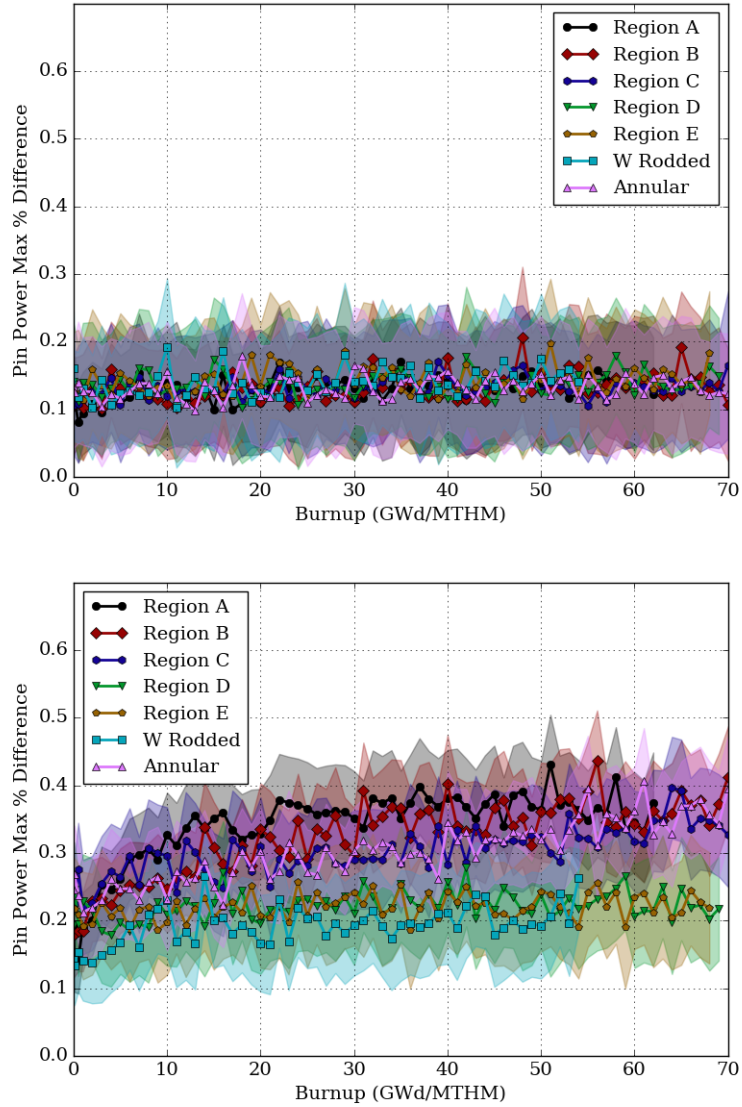 Region A
Region B
Region C
Region D
Region E
W Rodded
Annular
Pin Power Max % Difference
0.6
0.5
0.4
0.3
0.2
0.1
0.0
0 10 20 30 40 50 60 70
Burnup (GWd/MTHM)
Region A
Region B
Region C
Region D
Region E
W Rodded
Annular
Pin Power Max % Difference
0.6
0.5
0.4
0.3
0.2
0.1
0.0
0 10 20 30 40 50 60 70
Burnup (GWd/MTHM)